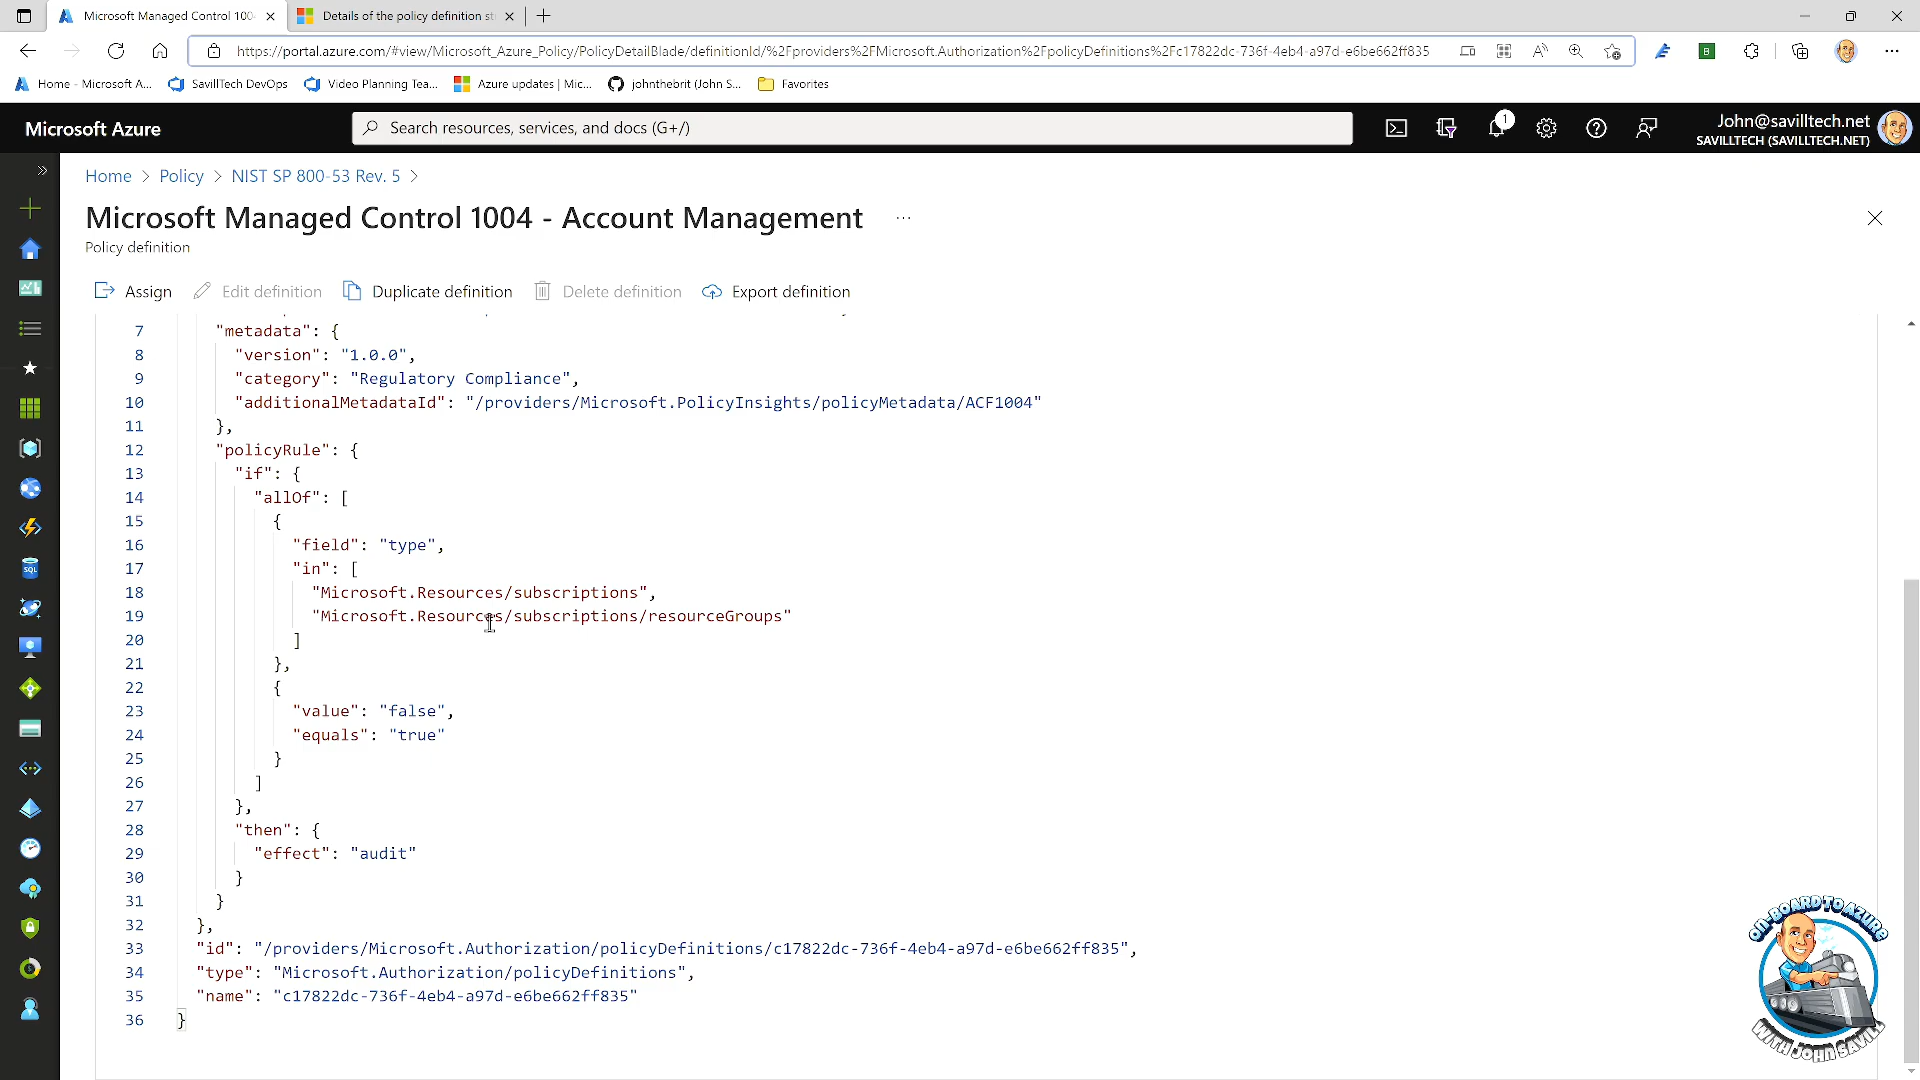 Microsoft Managed Control 100
Details of the policy definition st
https://portal.azure.com/#view/Microsoft_Azure_Policy/PolicyDetailBlade/definitionId/%2Fproviders%2FMicrosoft.Authorization%2FpolicyDefinitions%2Fc17822dc-736f-4eb4-a97d-e6be662ff835
Home - Microsoft A... SavillTech DevOps Video Planning Tea... Azure updates | Mic... johnthebrit (John S... Favorites
Microsoft Azure
Search resources, services, and docs (G+/)
1
John@savilltech.net
SAVILLTECH (SAVILLTECH.NET)
Home > Policy > NIST SP 800-53 Rev. 5 >
Microsoft Managed Control 1004 - Account Management ...
Policy definition
Assign Edit definition Duplicate definition Delete definition Export definition
7 "metadata": {
8 "version": "1.0.0",
9 "category": "Regulatory Compliance",
10 "additionalMetadataId": "/providers/Microsoft.PolicyInsights/policyMetadata/ACF1004"
11 },
12 "policyRule": {
13 "if": {
14 "allOf": [
15 {
16 "field": "type",
17 "in": [
18 "Microsoft.Resources/subscriptions",
19 "Microsoft.Resources/subscriptions/resourceGroups"
20 ]
21 },
22 {
23 "value": "false",
24 "equals": "true"
25 }
26 ]
27 },
28 "then": {
29 "effect": "audit"
30 }
31 }
32 },
33 "id": "/providers/Microsoft.Authorization/policyDefinitions/c17822dc-736f-4eb4-a97d-e6be662ff835",
34 "type": "Microsoft.Authorization/policyDefinitions",
35 "name": "c17822dc-736f-4eb4-a97d-e6be662ff835"
36 }
SQL
ON-BOARD TO AZURE
WITH JOHN SAVILL